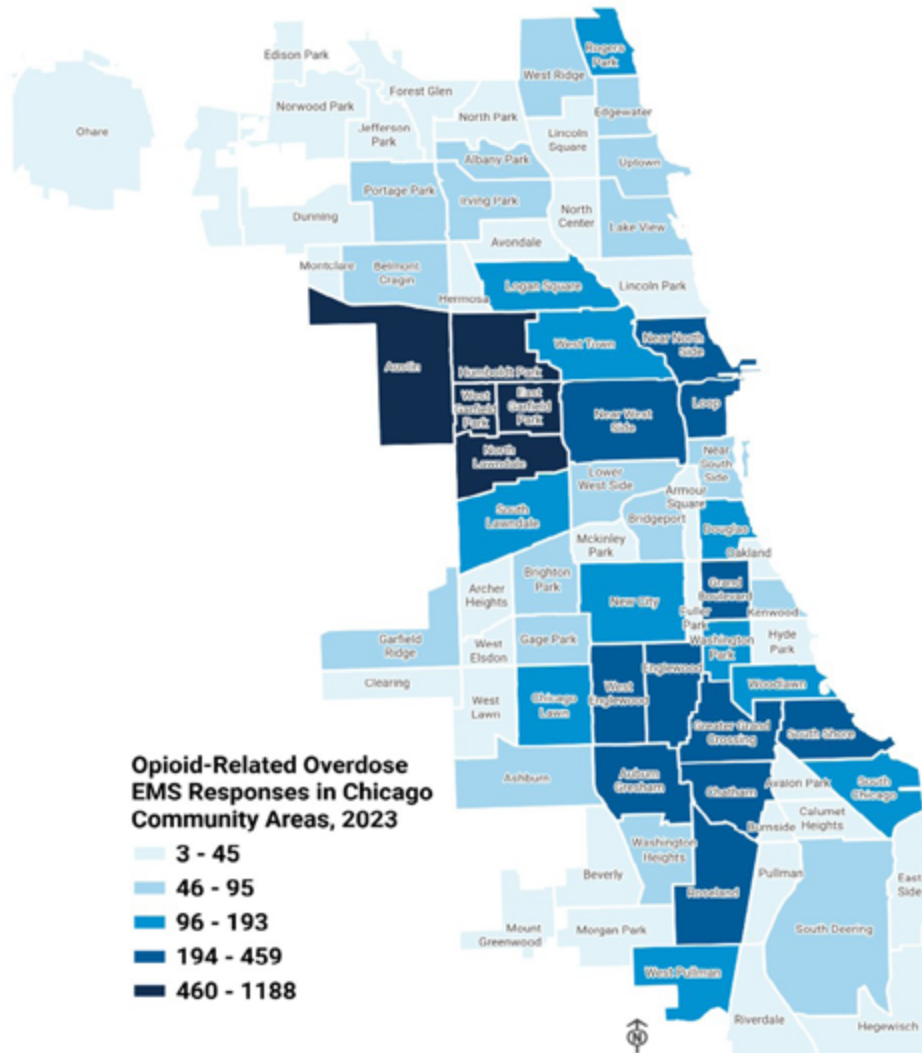 Rogers
Park
Edison Park
West Ridge
Forest Glen
Norwood Park
North Park
Edgewater
Ohare
Jefferson
Park
Lincoln
Square
Albany Park
Uptown
Portage Park
Irving Park
Dunning
North
Center
Lake View
Avondale
Montclare
Belmont
Cragin
Logan Square
Lincoln Park
Hermosa
West Town
Near North
Side
Austin
Humboldt Park
West
Garfield
Park
East
Garfield
Park
Near West
Side
Loop
North
Lawndale
Near
South
Side
Lower
West Side
Armour
Square
South
Lawndale
Bridgeport
Douglas
Mckinley
Park
Oakland
Archer
Heights
Brighton
Park
New City
Grand
Boulevard
Fuller
Park
Kenwood
Garfield
Ridge
West
Elsdon
Gage Park
Washington
Park
Hyde
Park
Clearing
West
Lawn
Chicago
Lawn
West
Englewood
Englewood
Woodlawn
Greater Grand
Crossing
South Shore
Opioid-Related Overdose
EMS Responses in Chicago
Community Areas, 2023
3 - 45
46 - 95
96 - 193
194 - 459
460 - 1188
Ashburn
Auburn
Gresham
Chatham
Avalon Park
South
Chicago
Burnside
Calumet
Heights
Washington
Heights
Beverly
Roseland
Pullman
East
Side
Mount
Greenwood
Morgan Park
South Deering
West Pullman
Riverdale
Hegewisch
N